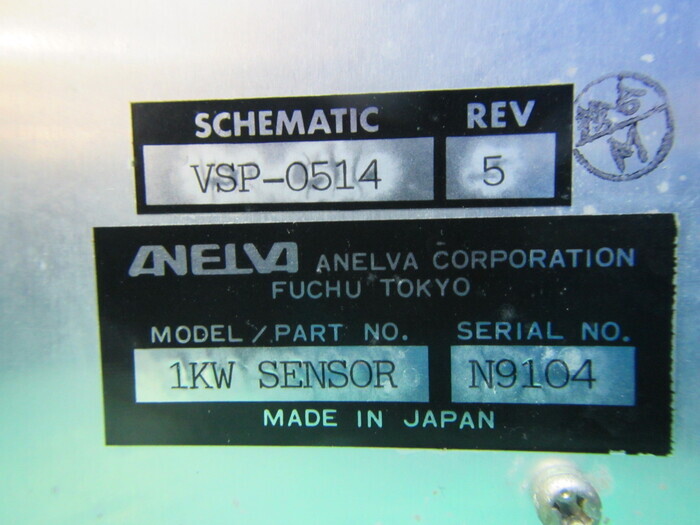 SCHEMATIC REV
VSP-0514 5
ANELVA ANELVA CORPORATION
FUCHU TOKYO
MODEL/PART NO. SERIAL NO.
1KW SENSOR N9104
MADE IN JAPAN